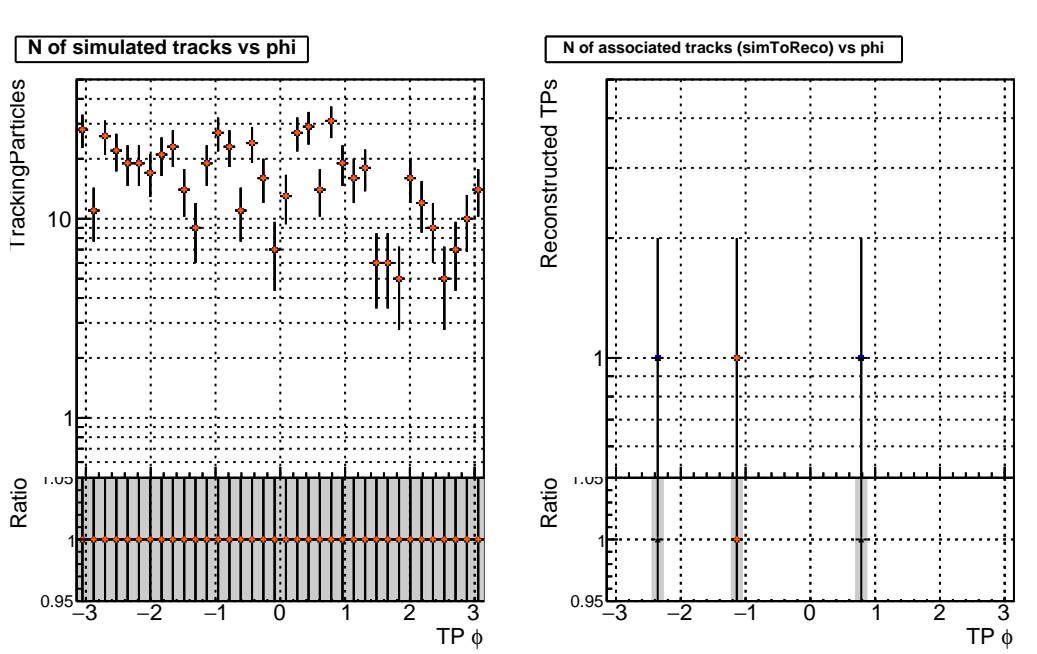 N of simulated tracks vs phi
TrackingParticles
10
1
Ratio
1.05
1
0.95
−3 −2 −1 0 1 2 3
TP ϕ
N of associated tracks (simToReco) vs phi
Reconstructed TPs
1
Ratio
1.05
1
0.95
−3 −2 −1 0 1 2 3
TP ϕ